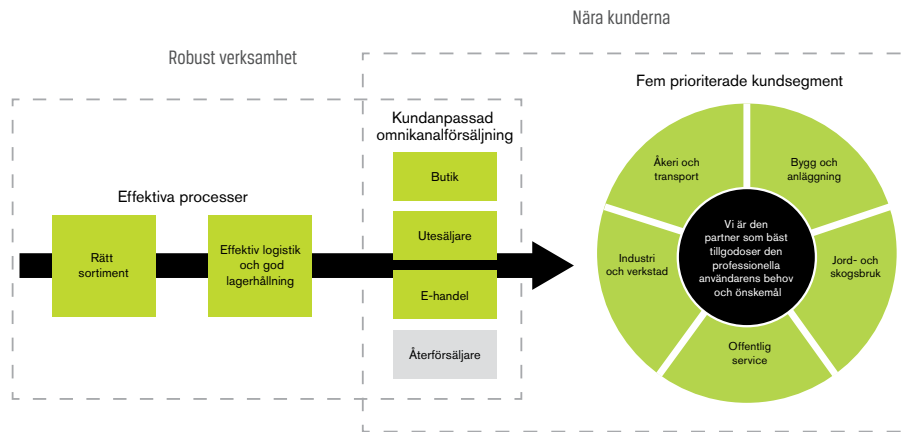 Nära kunderna
Robust verksamhet
Fem prioriterade kundsegment
Kundanpassad
omnikanalförsäljning
Effektiva processer
Rätt
sortiment
Effektiv logistik
och god
lagerhållning
Butik
Utesäljare
E-handel
Återförsäljare
Åkeri och
transport
Bygg och
anläggning
Industri
och verkstad
Vi är den
partner som bäst
tillgodoser den
professionella
användarens behov
och önskemål
Jord- och
skogsbruk
Offentlig
service